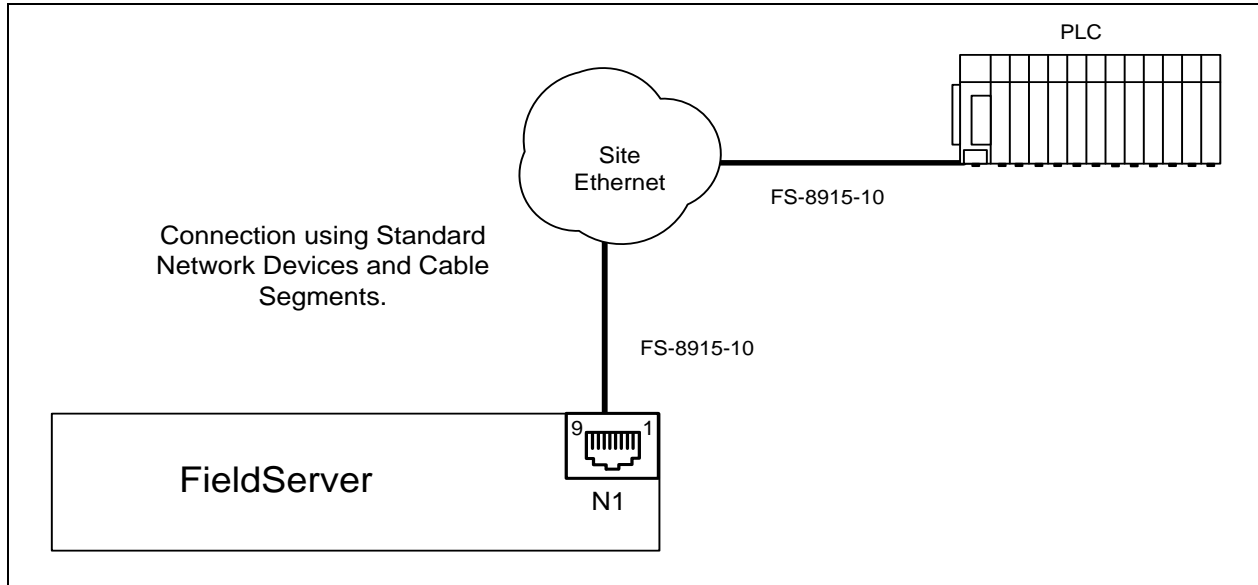 PLC
Site
Ethernet
FS-8915-10
Connection using Standard
Network Devices and Cable
Segments.
FS-8915-10
9 1
FieldServer
N1